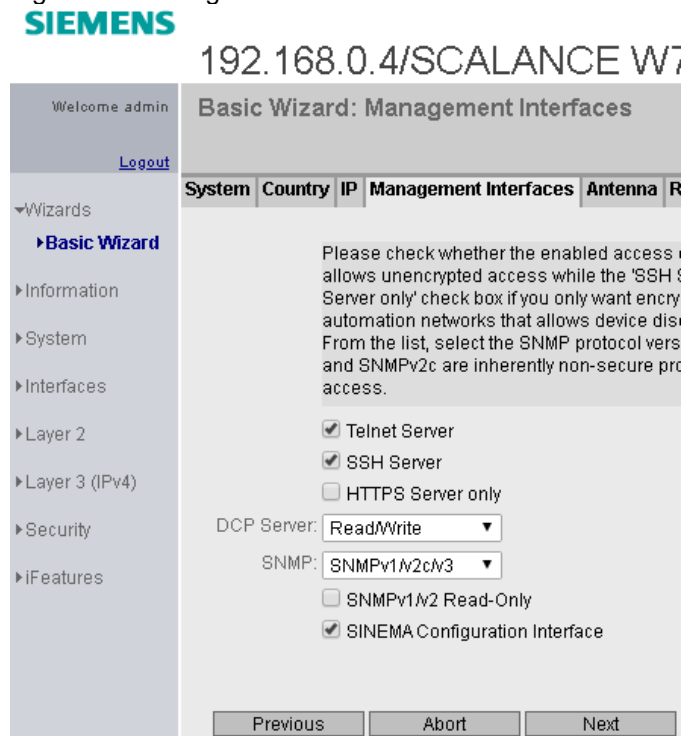 SIEMENS
192.168.0.4/SCALANCE W7
Welcome admin
Logout
Basic Wizard: Management Interfaces
System Country IP Management Interfaces Antenna R
Wizards
Basic Wizard
Information
System
Interfaces
Layer 2
Layer 3 (IPv4)
Security
iFeatures
Please check whether the enabled access
allows unencrypted access while the 'SSH
Server only' check box if you only want encry
automation networks that allows device dis
From the list, select the SNMP protocol vers
and SNMPv2c are inherently non-secure pro
access.
Telnet Server
SSH Server
HTTPS Server only
DCP Server: Read/Write
SNMP: SNMPv1/v2c/v3
SNMPv1/v2 Read-Only
SINEMA Configuration Interface
Previous Abort Next